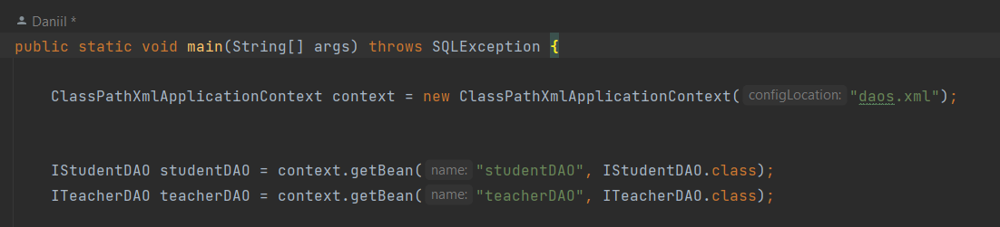 Daniil *
public static void main(String[] args) throws SQLException {
ClassPathXmlApplicationContext context = new ClassPathXmlApplicationContext( configLocation: "daos.xml");
IStudentDAO studentDAO = context.getBean( name: "studentDAO", IStudentDAO.class);
ITeacherDAO teacherDAO = context.getBean( name: "teacherDAO", ITeacherDAO.class);